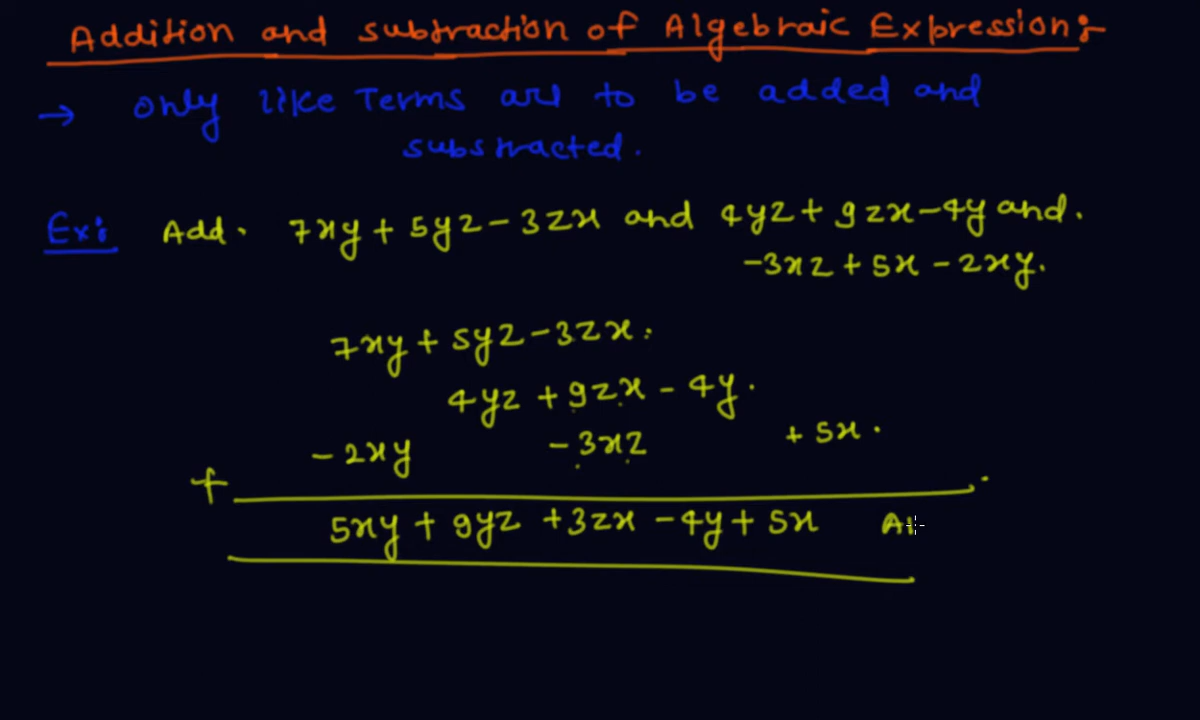 Addition and subtraction of Algebraic Expression:-
→ only like Terms are to be added and
substracted.
Ex: Add. 7xy + 5yz - 3zx and 4yz + 9zx - 4y and.
-3xz + 5x - 2xy.
7xy + 5yz - 3zx.
4yz + 9zx - 4y.
- 2xy - 3xz + 5x.
+
5xy + 9yz + 3zx - 4y + 5x